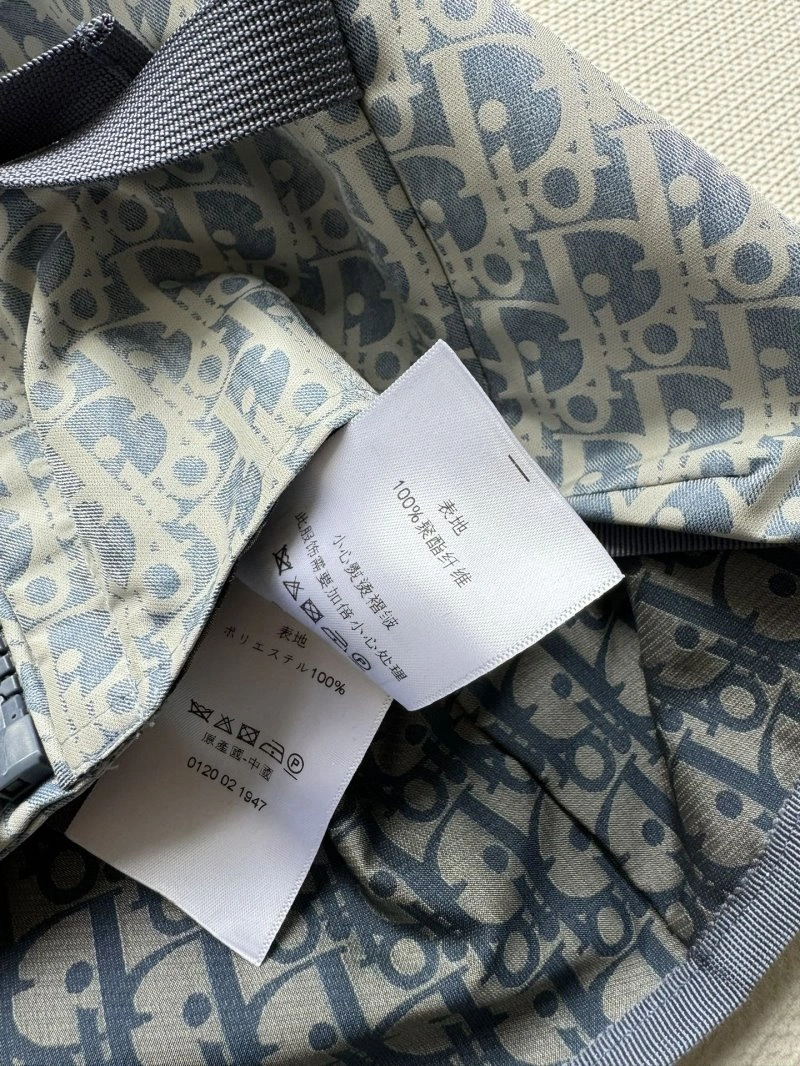 表地
100%聚酯纤维
小心熨烫褶皱
此服饰需要加倍小心处理
P
表地
ポリエステル100%
P
原產國-中國
0120 02 1947
Dior